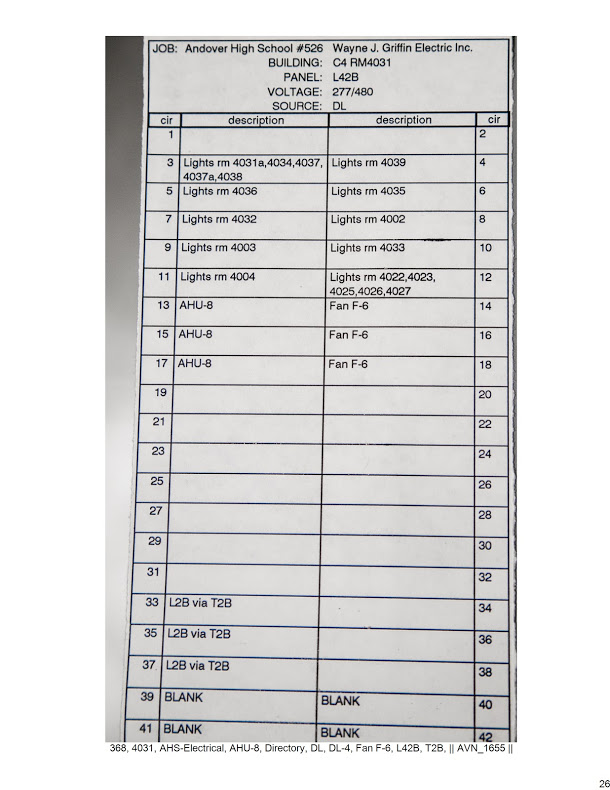 JOB: Andover High School #526 Wayne J. Griffin Electric Inc.
BUILDING: C4 RM4031
PANEL: L42B
VOLTAGE: 277/480
SOURCE: DL
cir description description cir
1 2
3 Lights rm 4031a,4034,4037, Lights rm 4039 4
4037a,4038
5 Lights rm 4036 Lights rm 4035 6
7 Lights rm 4032 Lights rm 4002 8
9 Lights rm 4003 Lights rm 4033 10
11 Lights rm 4004 Lights rm 4022,4023, 12
4025,4026,4027
13 AHU-8 Fan F-6 14
15 AHU-8 Fan F-6 16
17 AHU-8 Fan F-6 18
19 20
21 22
23 24
25 26
27 28
29 30
31 32
33 L2B via T2B 34
35 L2B via T2B 36
37 L2B via T2B 38
39 BLANK BLANK 40
41 BLANK BLANK 42
368, 4031, AHS-Electrical, AHU-8, Directory, DL, DL-4, Fan F-6, L42B, T2B, || AVN_1655 ||
26